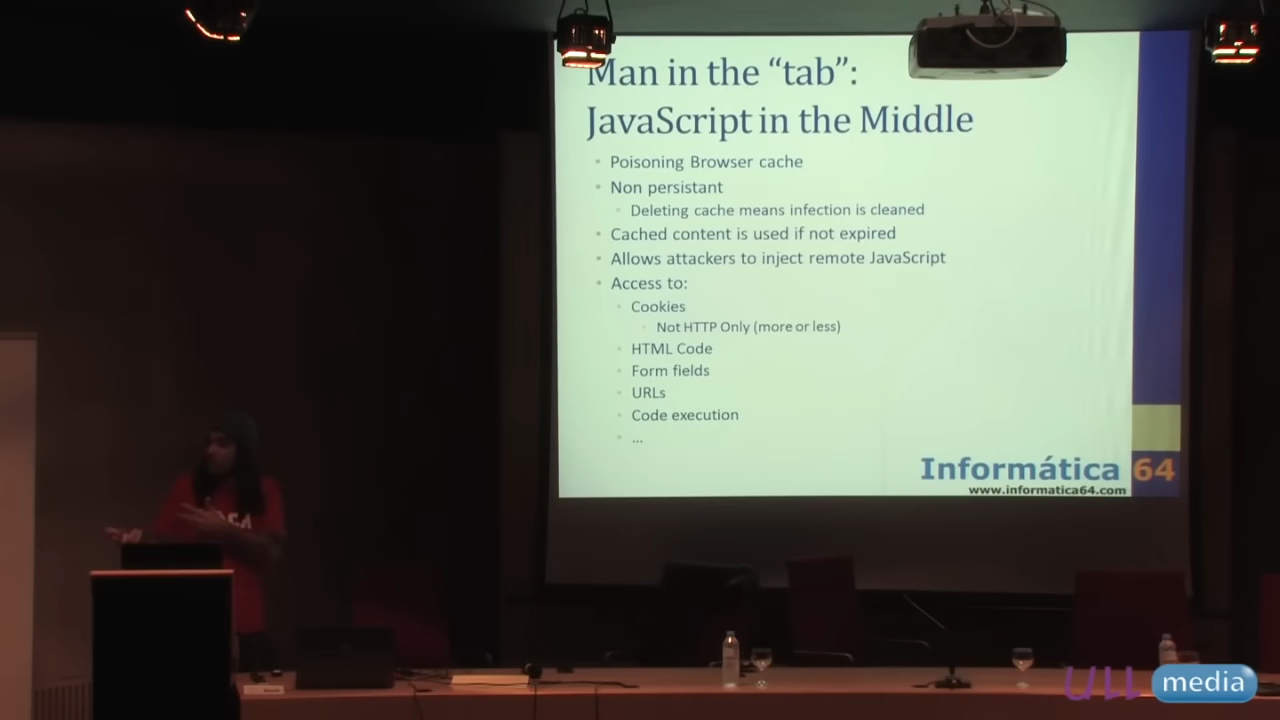 Man in the “tab”:
JavaScript in the Middle
Poisoning Browser cache
Non persistant
Deleting cache means infection is cleaned
Cached content is used if not expired
Allows attackers to inject remote JavaScript
Access to:
Cookies
Not HTTP Only (more or less)
HTML Code
Form fields
URLs
Code execution
...
Informática 64
www.informatica64.com
ULL media